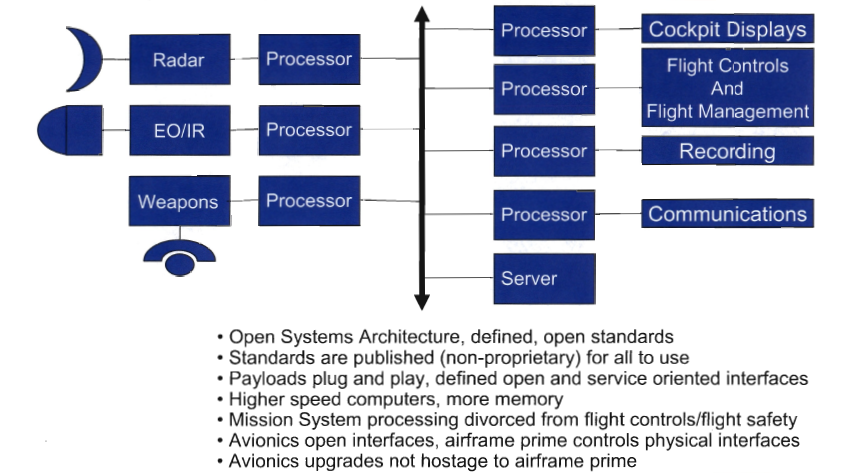 Radar
Processor
Processor
Cockpit Displays
Processor
Flight Controls
And
Flight Management
EO/IR
Processor
Processor
Recording
Weapons
Processor
Processor
Communications
Server
• Open Systems Architecture, defined, open standards
• Standards are published (non-proprietary) for all to use
• Payloads plug and play, defined open and service oriented interfaces
• Higher speed computers, more memory
• Mission System processing divorced from flight controls/flight safety
• Avionics open interfaces, airframe prime controls physical interfaces
• Avionics upgrades not hostage to airframe prime